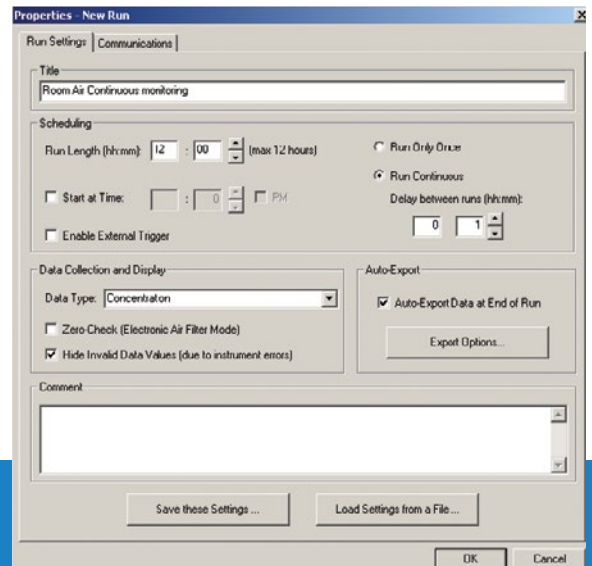 Properties - New Run
Run Settings Communications
Title
Room Air Continuous monitoring
Scheduling
Run Length (hh:mm): 12 : 00 (max 12 hours)
Run Only Once
Run Continuous
Start at Time: : 0 PM
Delay between runs (hh:mm):
0 1
Enable External Trigger
Data Collection and Display
Data Type: Concentraton
Zero-Check (Electronic Air Filter Mode)
Hide Invalid Data Values (due to instrument errors)
Auto-Export
Auto-Export Data at End of Run
Export Options...
Comment
Save these Settings ...
Load Settings from a File ...
OK Cancel